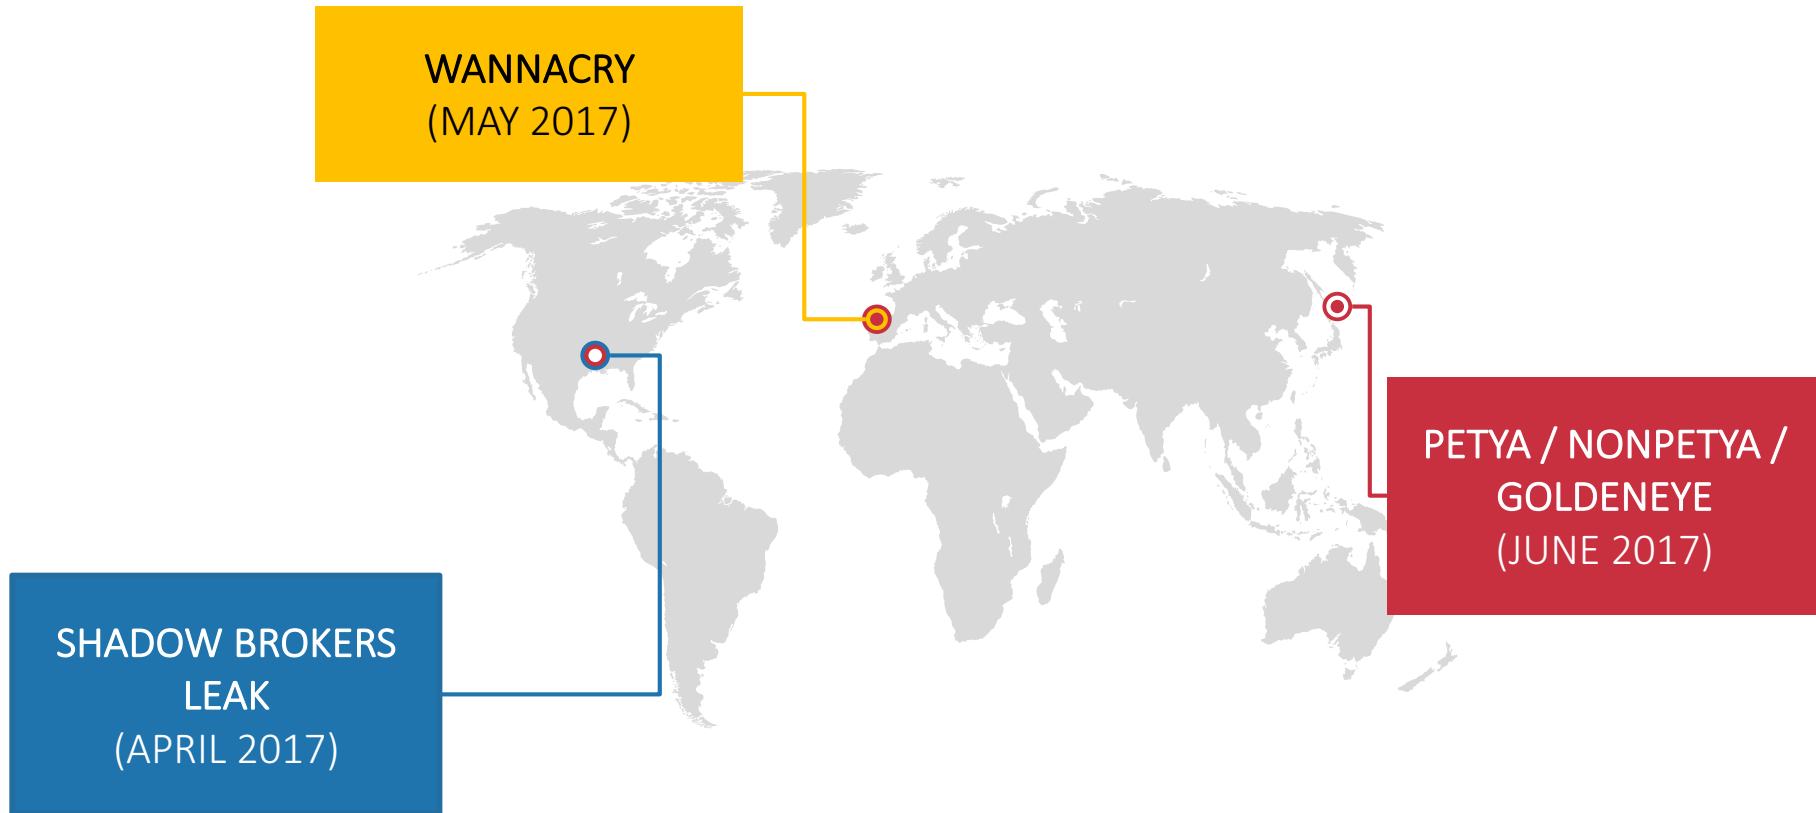 WANNACRY
(MAY 2017)
PETYA / NONPETYA /
GOLDENEYE
(JUNE 2017)
SHADOW BROKERS
LEAK
(APRIL 2017)